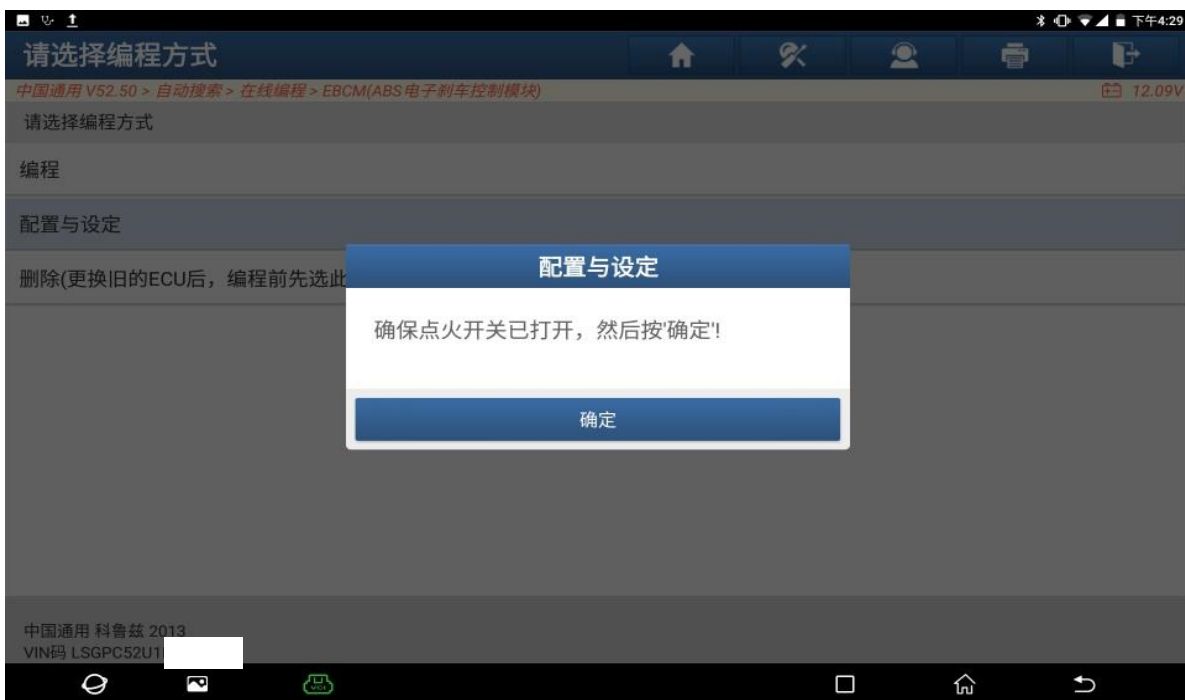 下午4:29
请选择编程方式
中国通用 V52.50 > 自动搜索 > 在线编程 > EBCM(ABS电子刹车控制模块)
12.09V
请选择编程方式
编程
配置与设定
删除(更换旧的ECU后，编程前先选此
配置与设定
确保点火开关已打开，然后按'确定'!
确定
中国通用 科鲁兹 2013
VIN码 LSGPC52U1
VCI